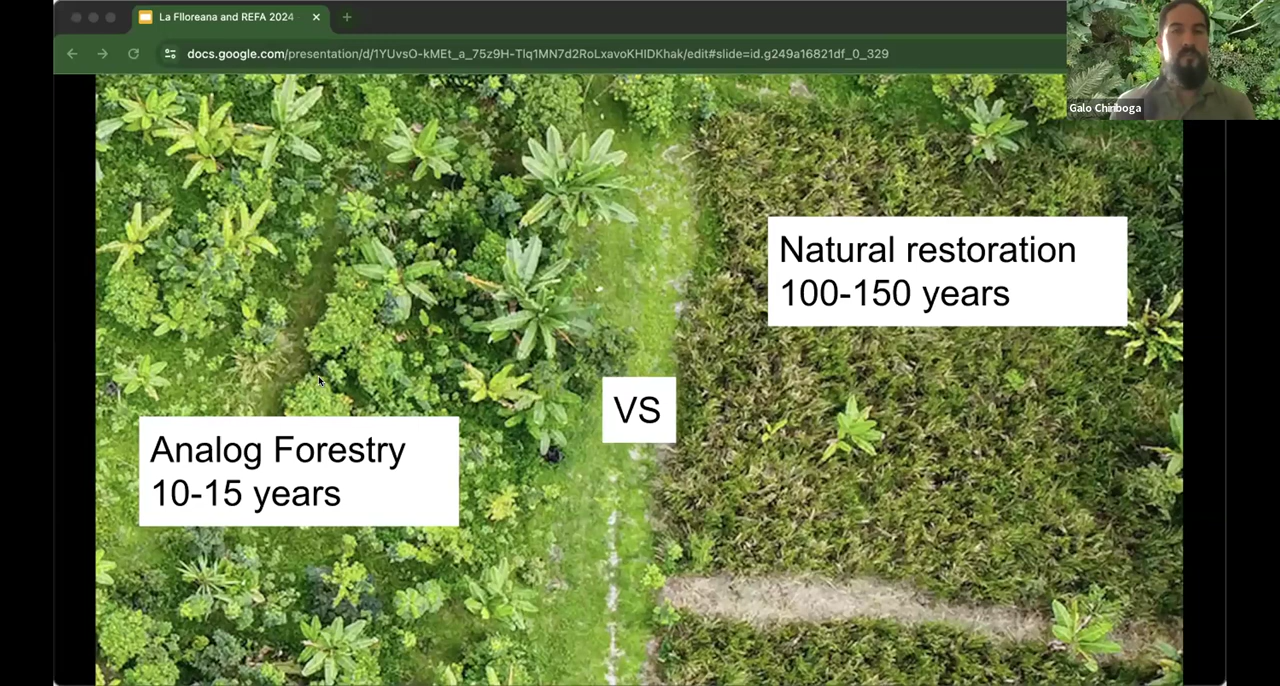 La Flloreana and REFA 2024
docs.google.com/presentation/d/1YUvsO-kMEt_a_75z9H-Tlq1MN7d2RoLxavoKHIDKhak/edit#slide=id.g249a16821df_0_329
Galo Chiriboga
Natural restoration
100-150 years
VS
Analog Forestry
10-15 years